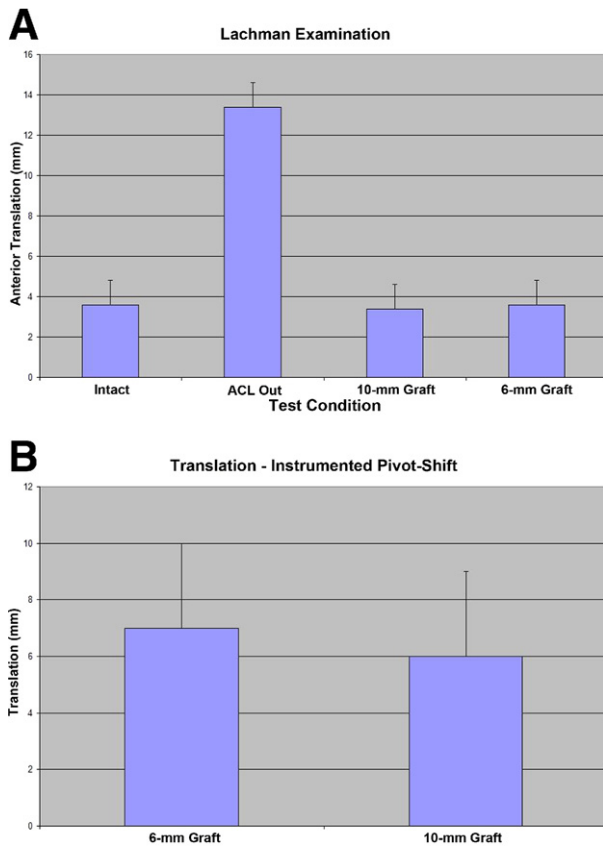 A
Lachman Examination
Anterior Translation (mm)
16
14
12
10
8
6
4
2
0
Intact
ACL Out
10-mm Graft
6-mm Graft
Test Condition
B
Translation - Instrumented Pivot-Shift
Translation (mm)
12
10
8
6
4
2
0
6-mm Graft
10-mm Graft